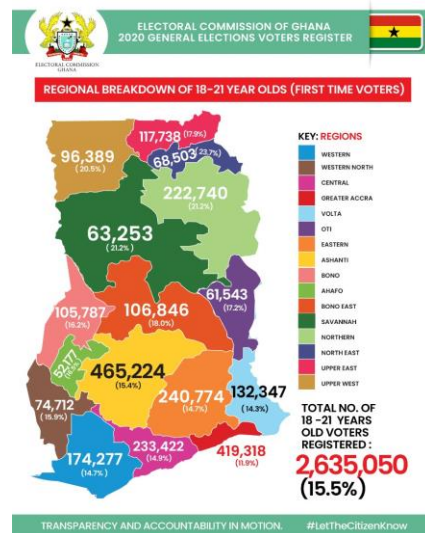 ELECTORAL COMMISSION OF GHANA
2020 GENERAL ELECTIONS VOTERS REGISTER
ELECTORAL COMMISSION
GHANA
REGIONAL BREAKDOWN OF 18-21 YEAR OLDS (FIRST TIME VOTERS)
117,738 (17.9%)
96,389
(20.5%)
68,503 (23.7%)
222,740
(21.2%)
63,253
(21.2%)
61,543
(17.2%)
106,846
(18.0%)
105,787
(16.2%)
52,177
465,224
(15.4%)
240,774
(14.7%)
132,347
(14.3%)
74,712
(15.9%)
233,422
(14.9%)
419,318
(11.9%)
174,277
(14.7%)
KEY: REGIONS
WESTERN
WESTERN NORTH
CENTRAL
GREATER ACCRA
VOLTA
OTI
EASTERN
ASHANTI
BONO
AHAFO
BONO EAST
SAVANNAH
NORTHERN
NORTH EAST
UPPER EAST
UPPER WEST
TOTAL NO. OF
18 -21 YEARS
OLD VOTERS
REGISTERED :
2,635,050
(15.5%)
TRANSPARENCY AND ACCOUNTABILITY IN MOTION. #LetTheCitizenKnow